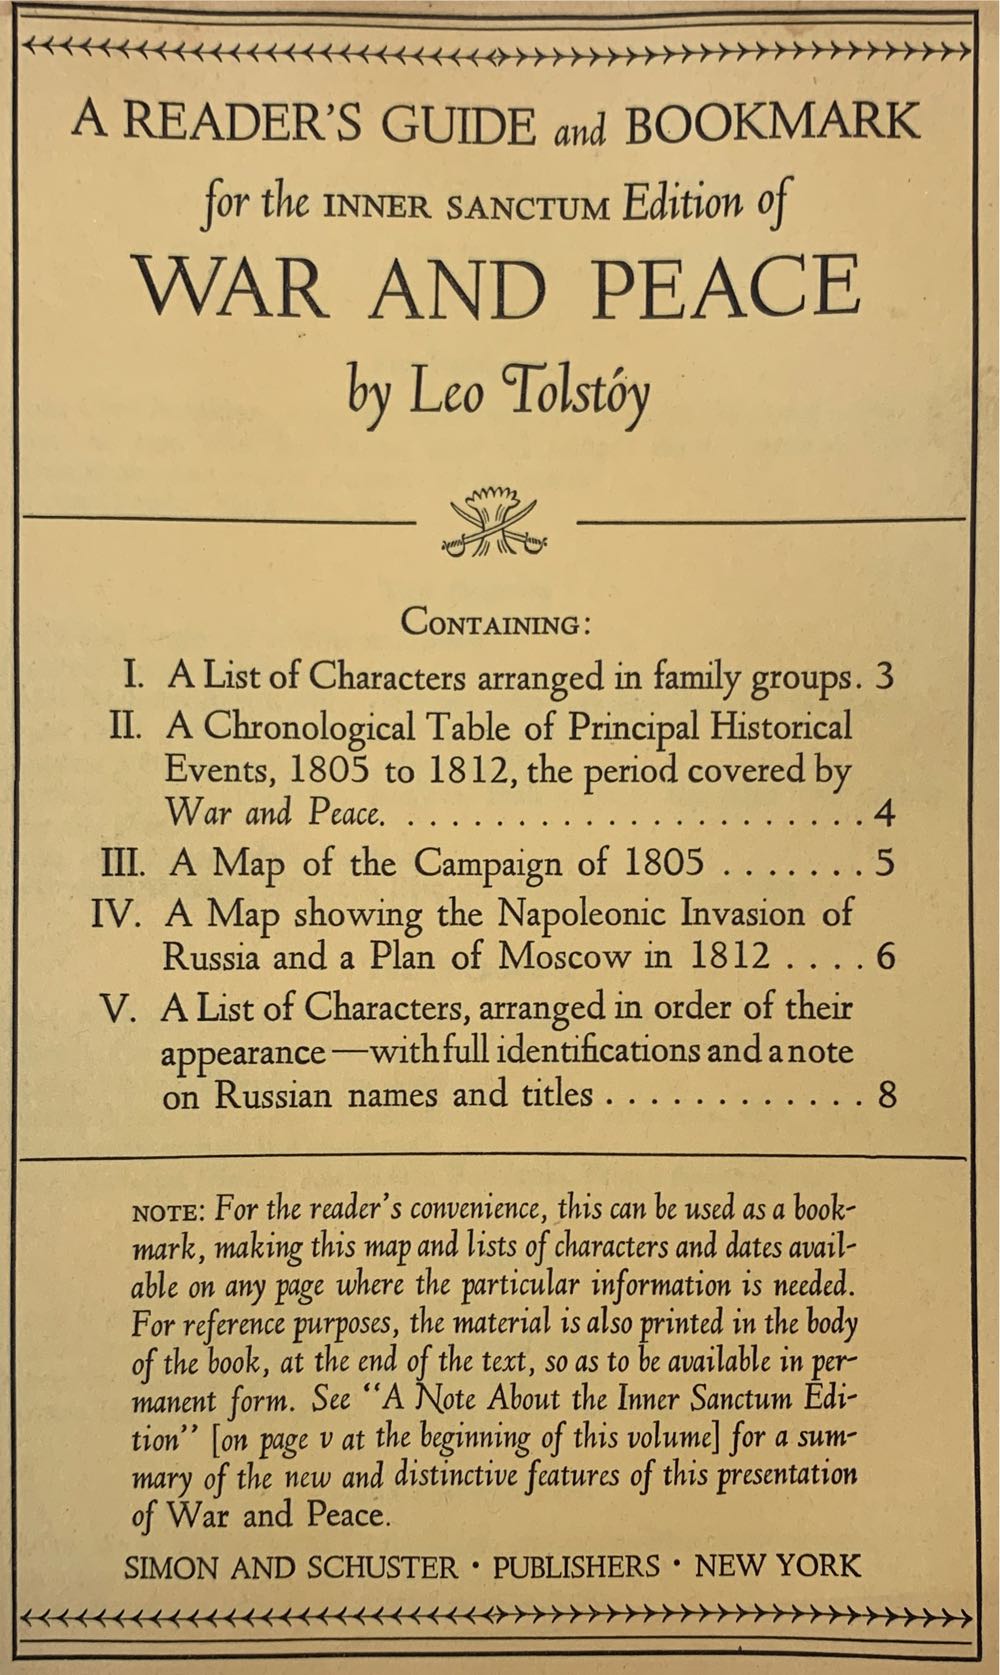 A READER'S GUIDE and BOOKMARK
for the INNER SANCTUM Edition of
WAR AND PEACE
by Leo Tolstóy
CONTAINING:
I. A List of Characters arranged in family groups. 3
II. A Chronological Table of Principal Historical
Events, 1805 to 1812, the period covered by
War and Peace. . . . . . . . . . . . . . . . . . . . . . . 4
III. A Map of the Campaign of 1805 . . . . . . . 5
IV. A Map showing the Napoleonic Invasion of
Russia and a Plan of Moscow in 1812 . . . . 6
V. A List of Characters, arranged in order of their
appearance—with full identifications and a note
on Russian names and titles . . . . . . . . . . . . 8
NOTE: For the reader's convenience, this can be used as a book-
mark, making this map and lists of characters and dates avail-
able on any page where the particular information is needed.
For reference purposes, the material is also printed in the body
of the book, at the end of the text, so as to be available in per-
manent form. See "A Note About the Inner Sanctum Edi-
tion" [on page v at the beginning of this volume] for a sum-
mary of the new and distinctive features of this presentation
of War and Peace.
SIMON AND SCHUSTER · PUBLISHERS · NEW YORK